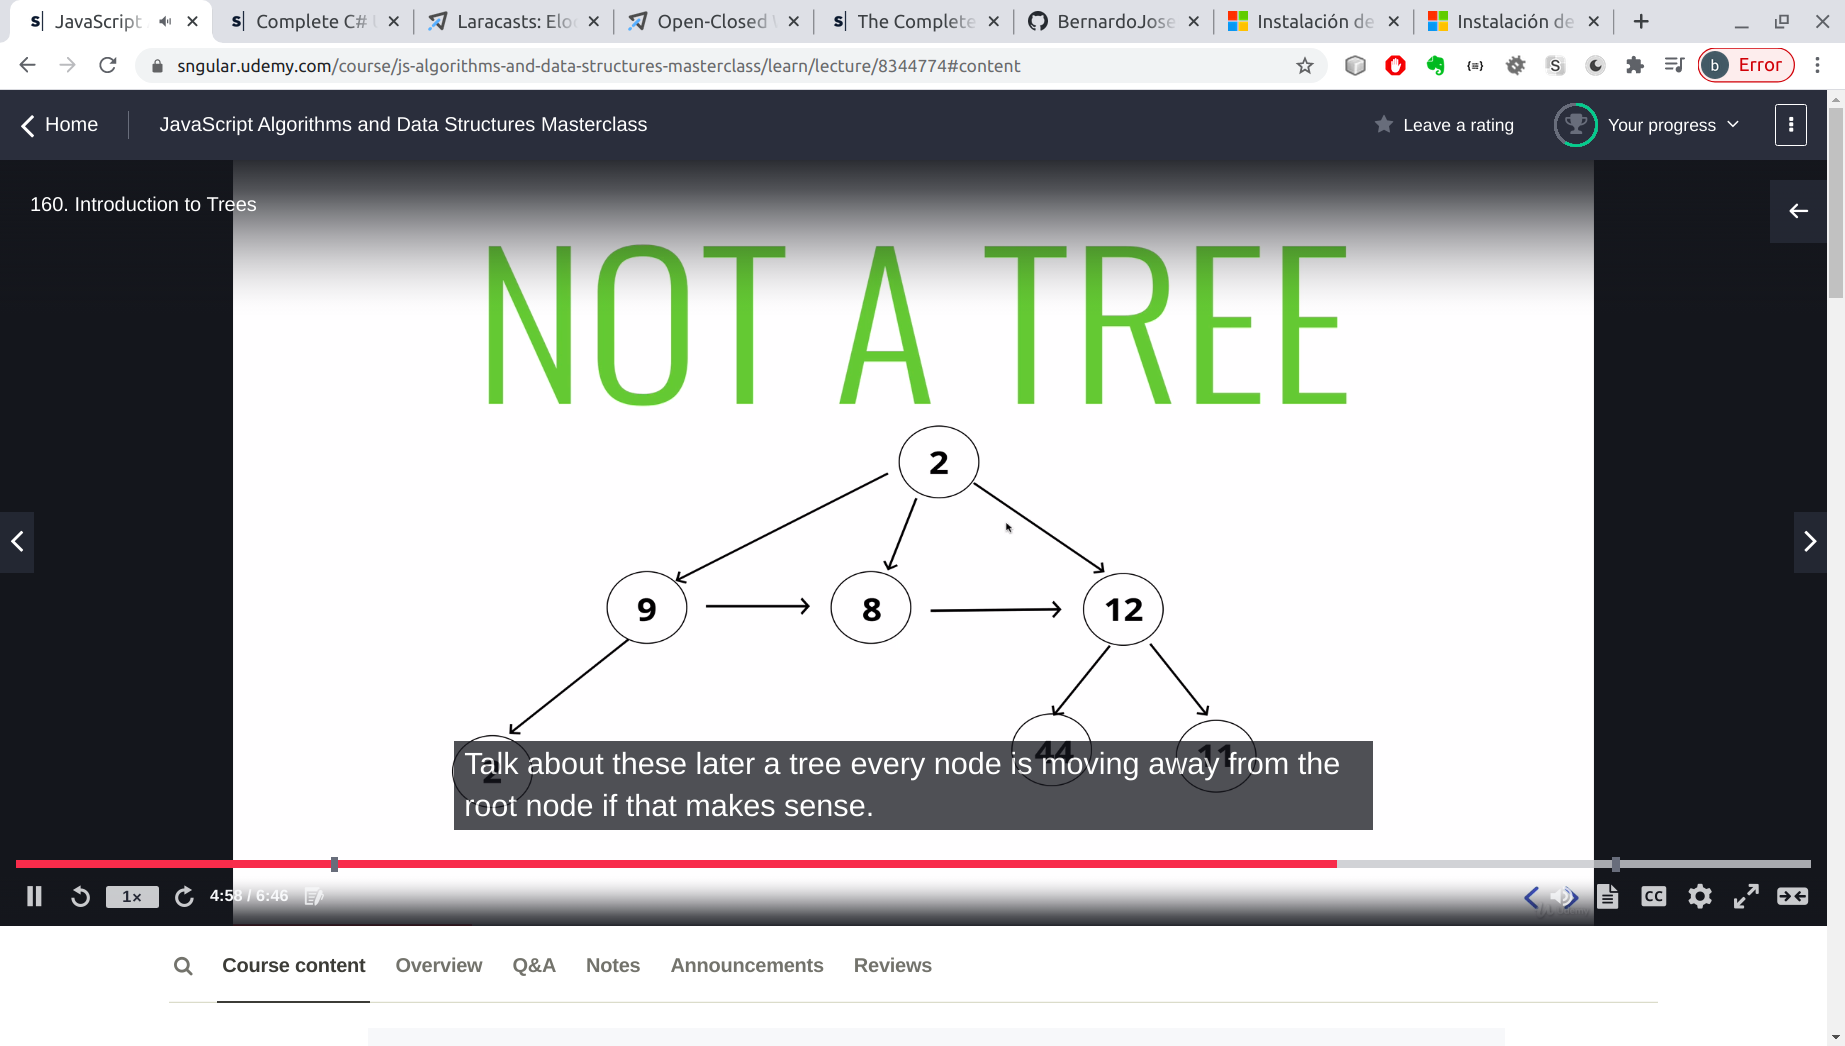 JavaScript
Complete C#
Laracasts: Elo
Open-Closed
The Complete
BernardoJose
Instalación de
Instalación de
sngular.udemy.com/course/js-algorithms-and-data-structures-masterclass/learn/lecture/8344774#content
b Error
Home
JavaScript Algorithms and Data Structures Masterclass
Leave a rating
Your progress
160. Introduction to Trees
NOT A TREE
2
9
8
12
2
44
11
Talk about these later a tree every node is moving away from the
root node if that makes sense.
1×
4:58 / 6:46
CC
Course content
Overview
Q&A
Notes
Announcements
Reviews